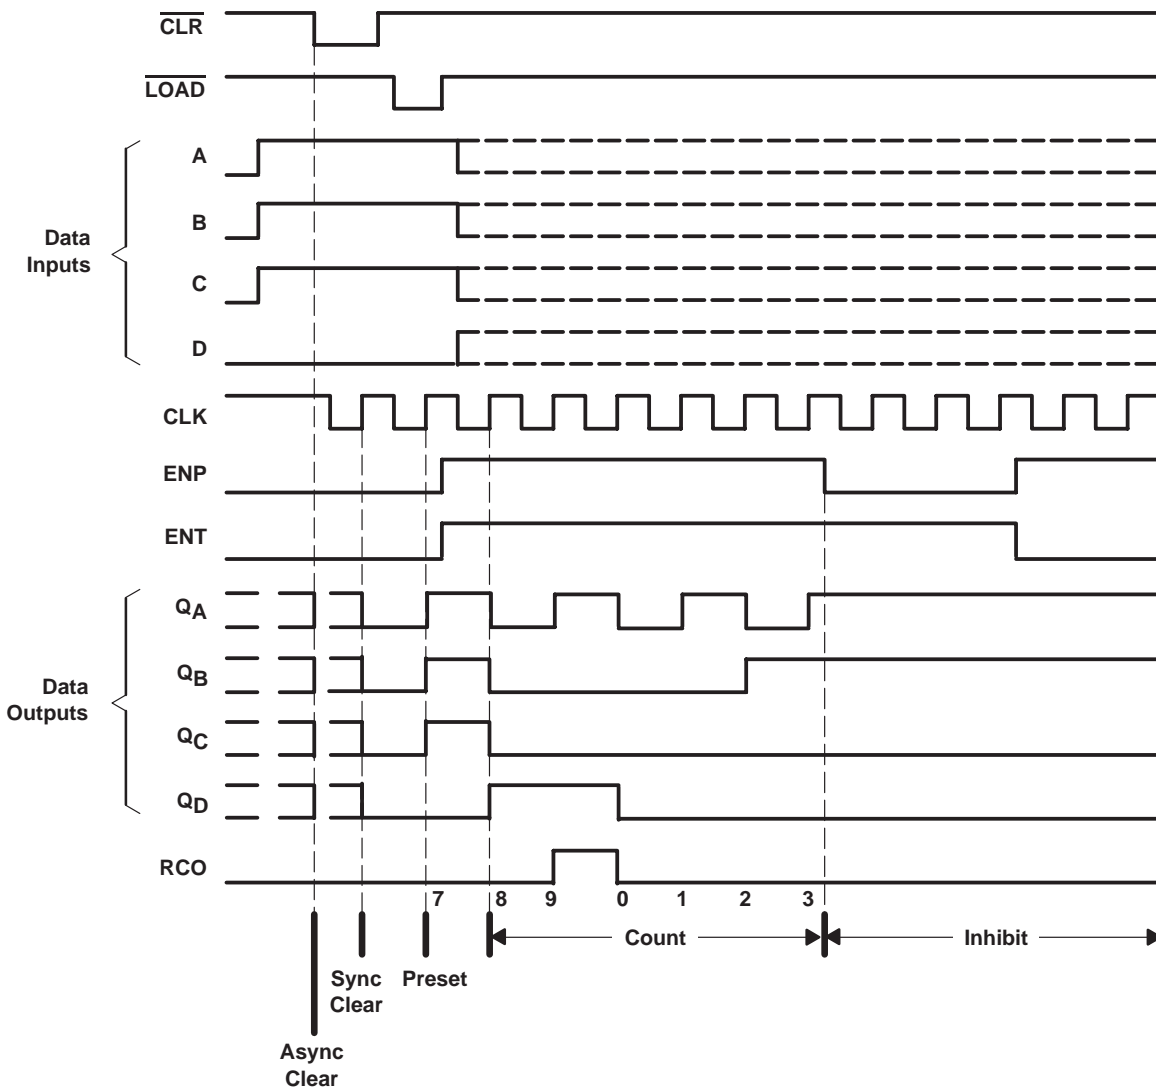 CLR
LOAD
A
B
Data
Inputs
C
D
CLK
ENP
ENT
QA
QB
Data
Outputs
QC
QD
RCO
7 8 9 0 1 2 3
Count Inhibit
Sync
Clear
Preset
Async
Clear